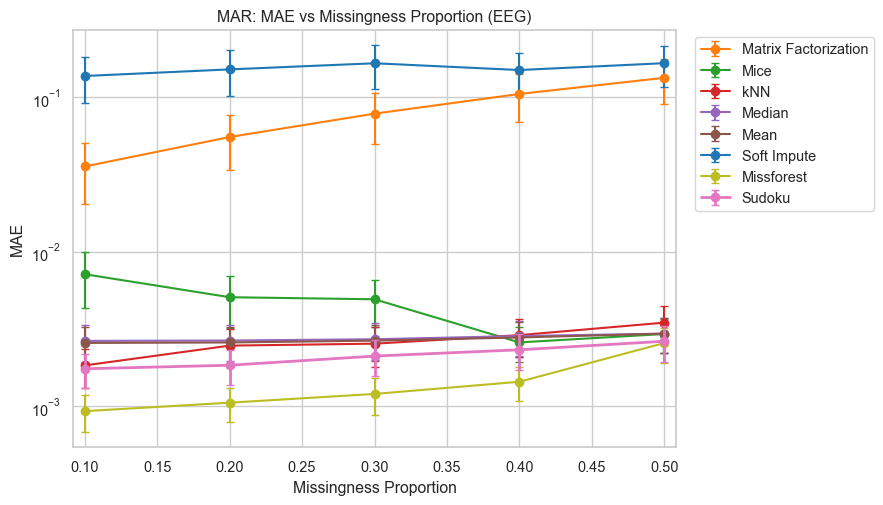 MAR: MAE vs Missingness Proportion (EEG)
MAE
10⁻¹
10⁻²
10⁻³
0.10 0.15 0.20 0.25 0.30 0.35 0.40 0.45 0.50
Missingness Proportion
Matrix Factorization
Mice
kNN
Median
Mean
Soft Impute
Missforest
Sudoku